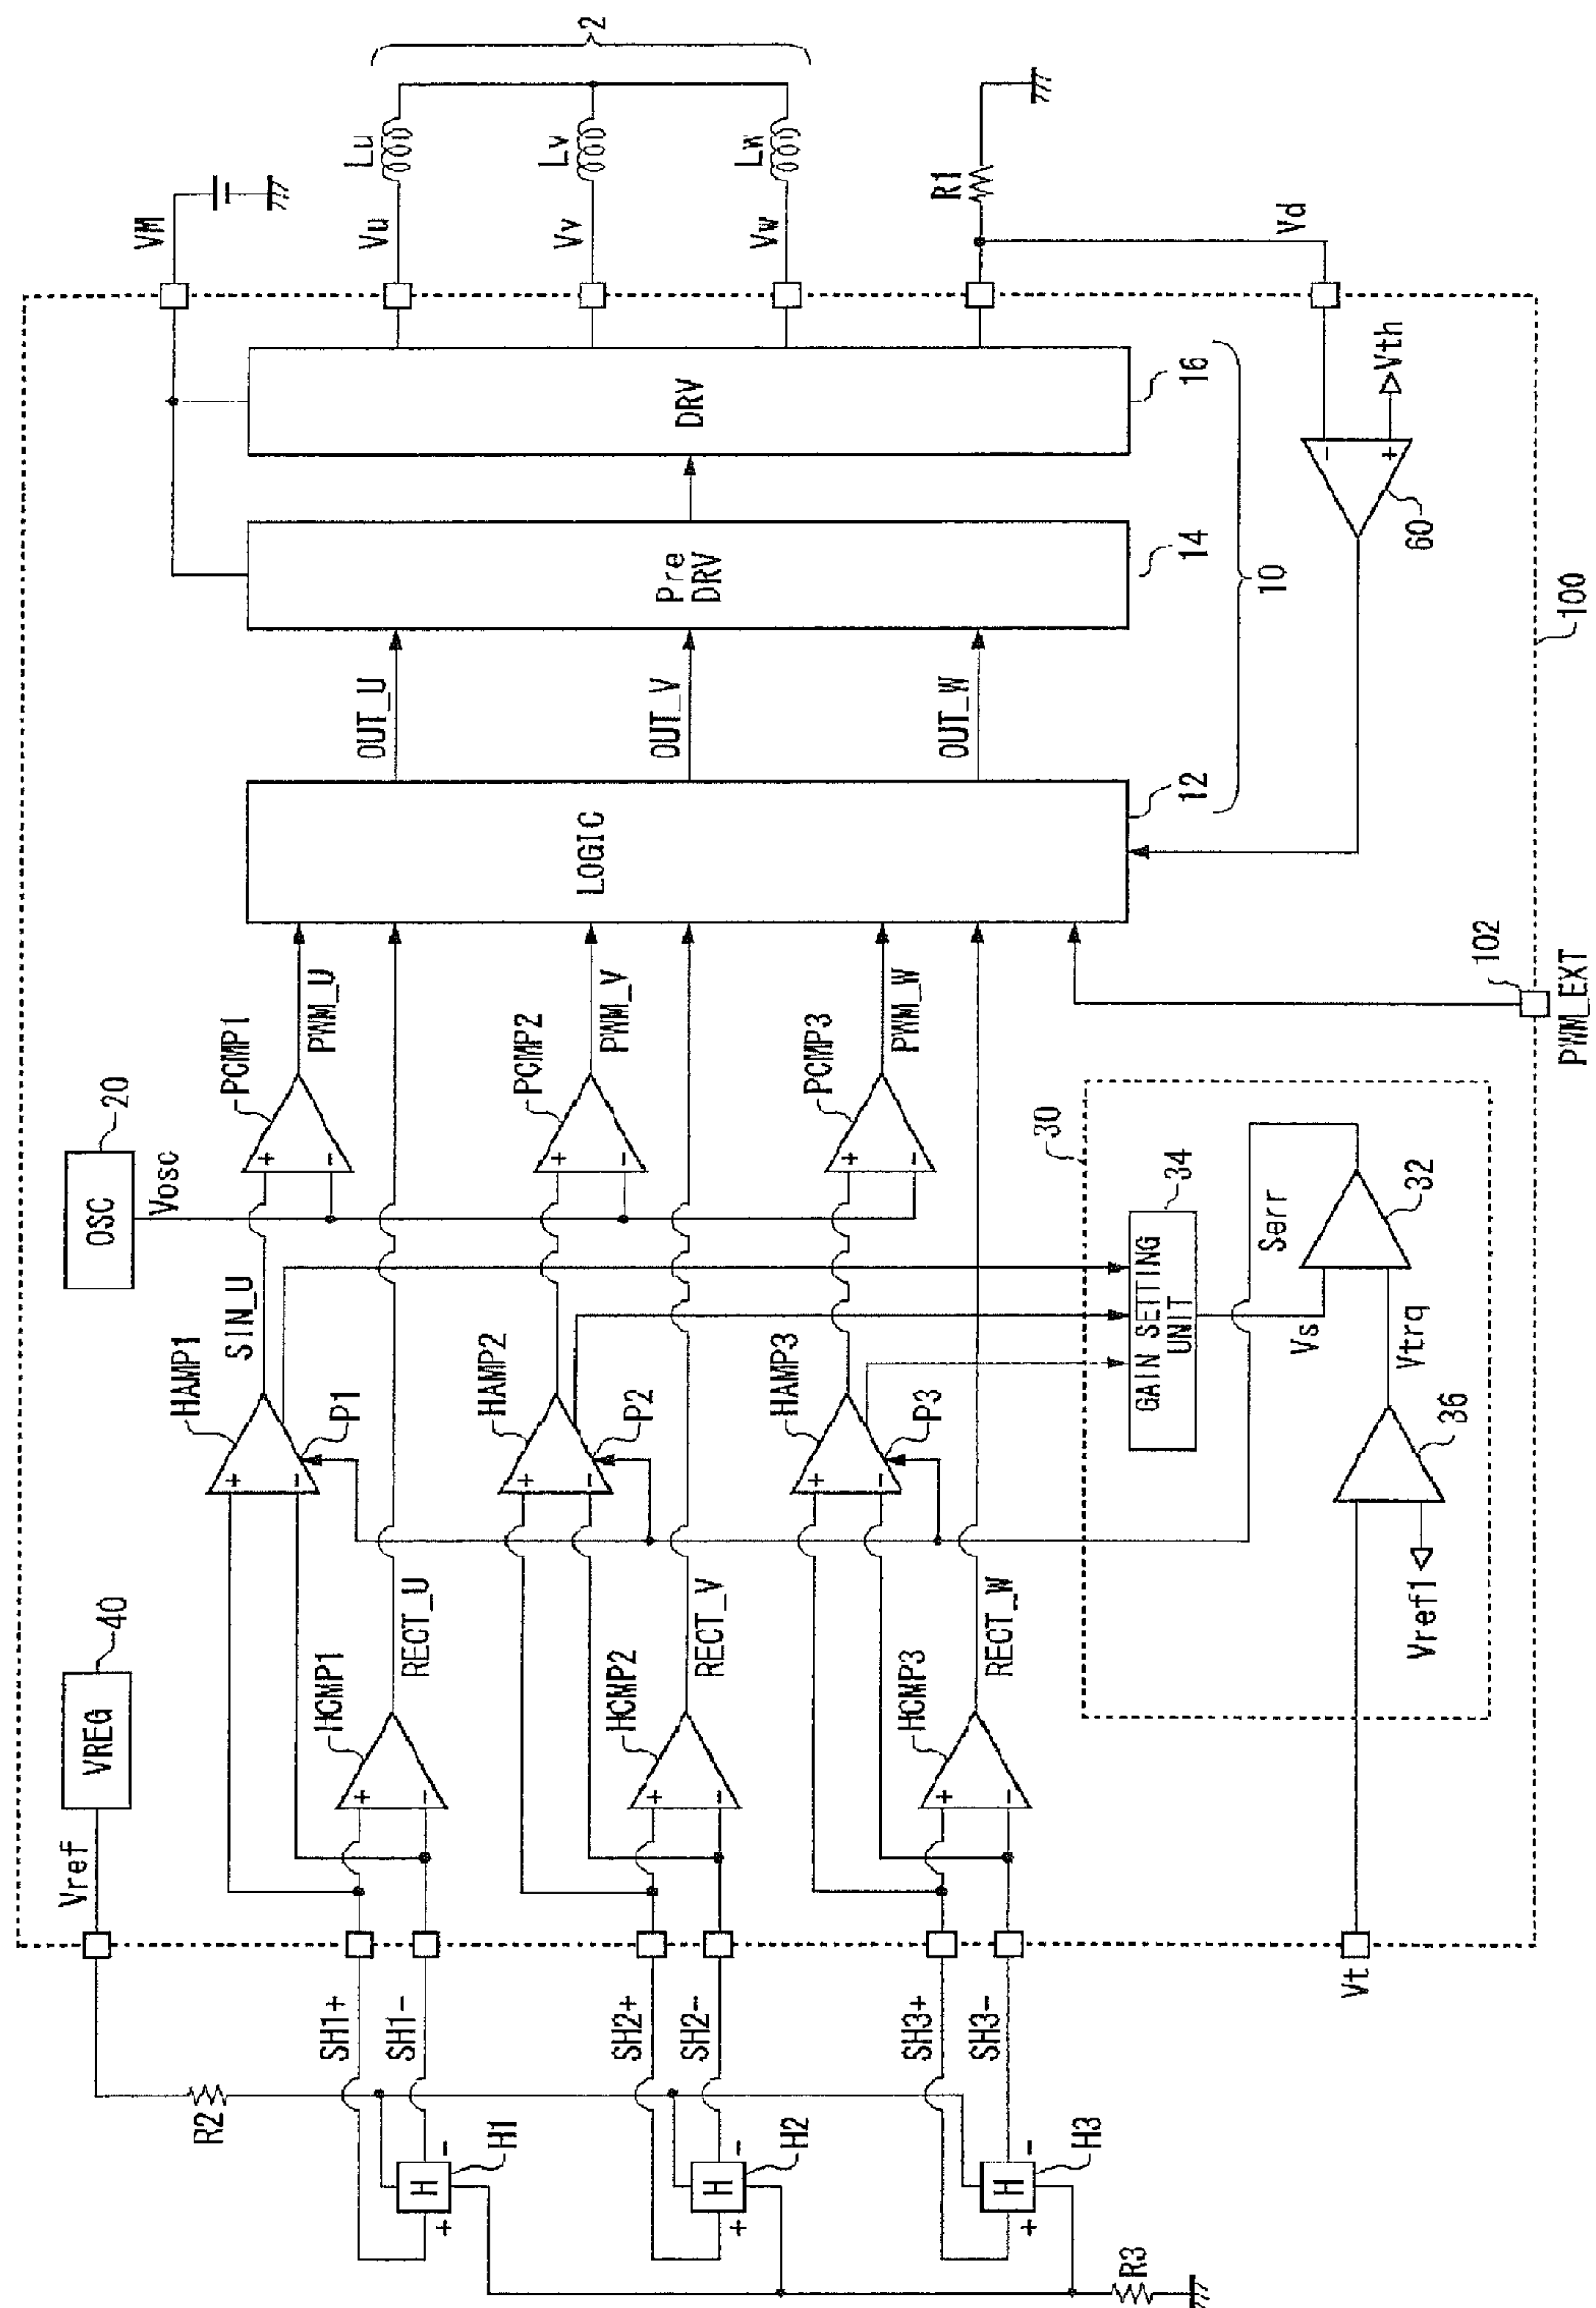 Vref
VREG
40
OSC
20
Vosc
VM
2
R2
SH1+
SH1-
H
+
-
H1
HCMP1
+
-
RECT_U
HAMP1
+
-
P1
SIN_U
PCMP1
+
-
PWM_U
SH2+
SH2-
H
+
-
H2
HCMP2
+
-
RECT_V
HAMP2
+
-
P2
PCMP2
+
-
PWM_V
SH3+
SH3-
H
+
-
H3
HCMP3
+
-
RECT_W
HAMP3
+
-
P3
PCMP3
+
-
PWM_W
R3
LOGIC
12
OUT_U
OUT_V
OUT_W
Pre
DRV
14
DRV
16
10
Vu
Lu
Vv
Lv
Vw
Lw
R1
Vd
-
+
Vth
60
30
GAIN SETTING
UNIT
34
Vs
Serr
32
Vtrq
36
Vref1
Vt
102
PWM_EXT
100